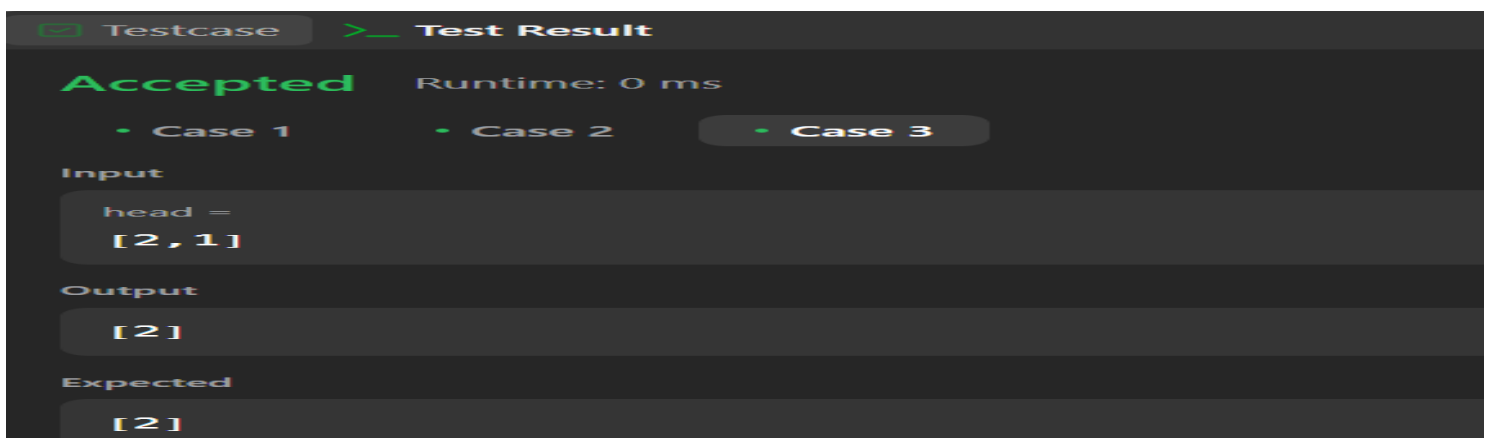 Testcase >_ Test Result
Accepted Runtime: 0 ms
• Case 1 • Case 2 • Case 3
Input
head =
[2,1]
Output
[2]
Expected
[2]